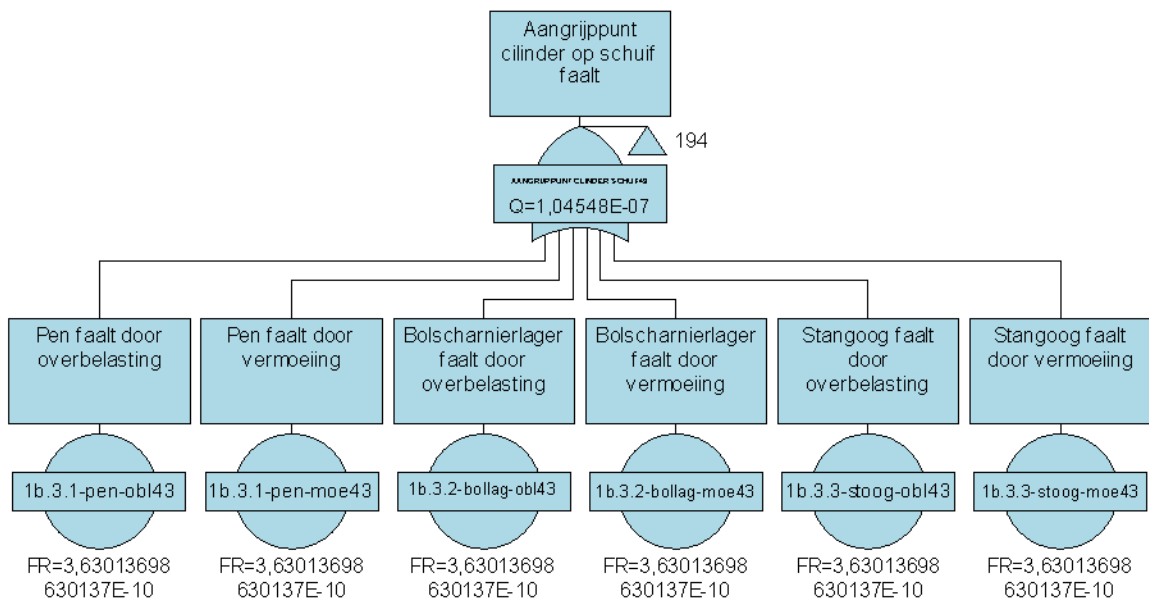 Aangrijppunt
cilinder op schuif
faalt
194
AANGRIJPPUNT CILINDER SCHUIF43
Q=1,04548E-07
Pen faalt door
overbelasting
Pen faalt door
vermoeiing
Bolscharnierlager
faalt door
overbelasting
Bolscharnierlager
faalt door
vermoeiing
Stangoog faalt
door
overbelasting
Stangoog faalt
door vermoeiing
1b.3.1-pen-obl43
1b.3.1-pen-moe43
1b.3.2-bollag-obl43
1b.3.2-bollag-moe43
1b.3.3-stoog-obl43
1b.3.3-stoog-moe43
FR=3,63013698
630137E-10
FR=3,63013698
630137E-10
FR=3,63013698
630137E-10
FR=3,63013698
630137E-10
FR=3,63013698
630137E-10
FR=3,63013698
630137E-10